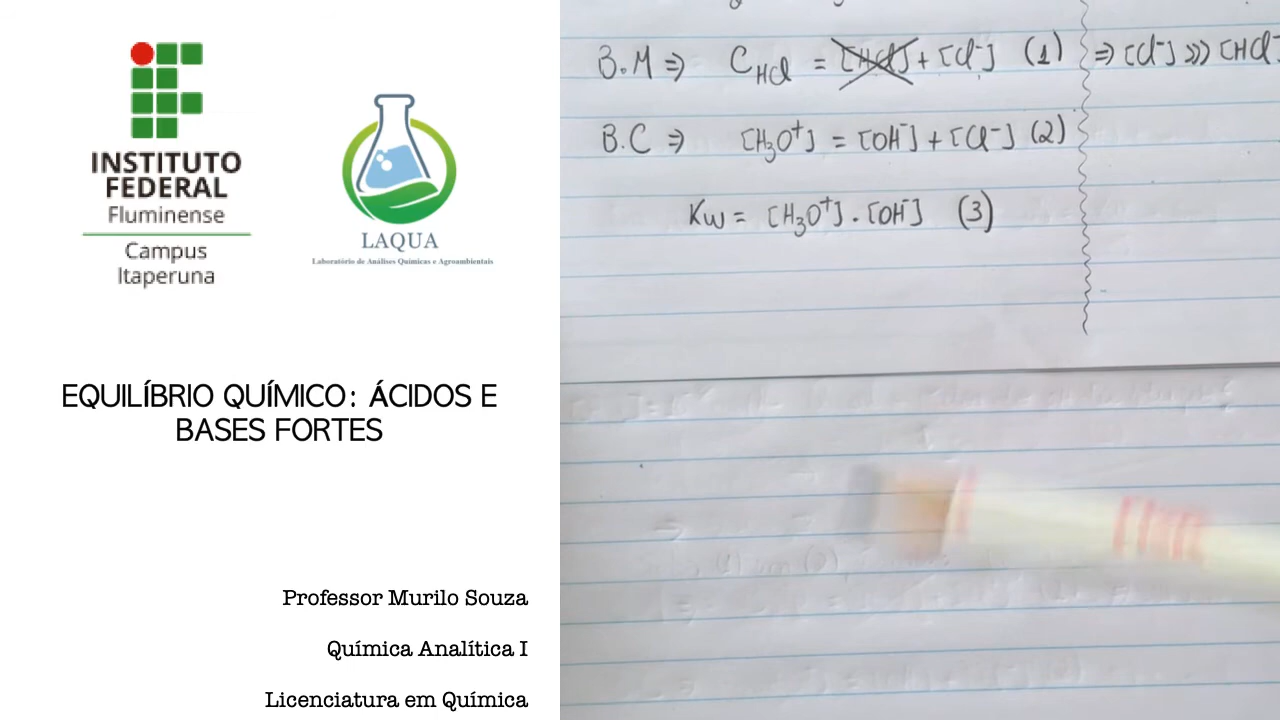 INSTITUTO
FEDERAL
Fluminense
Campus
Itaperuna
LAQUA
Laboratório de Análises Químicas e Agroambientais
EQUILÍBRIO QUÍMICO: ÁCIDOS E
BASES FORTES
Professor Murilo Souza
Química Analítica I
Licenciatura em Química
B.M ⇒ C_HCl = [HCl] + [Cl⁻] (1) ⇒ [Cl⁻] >>> [HCl]
B.C ⇒ [H₃O⁺] = [OH⁻] + [Cl⁻] (2)
Kw = [H₃O⁺] . [OH⁻] (3)